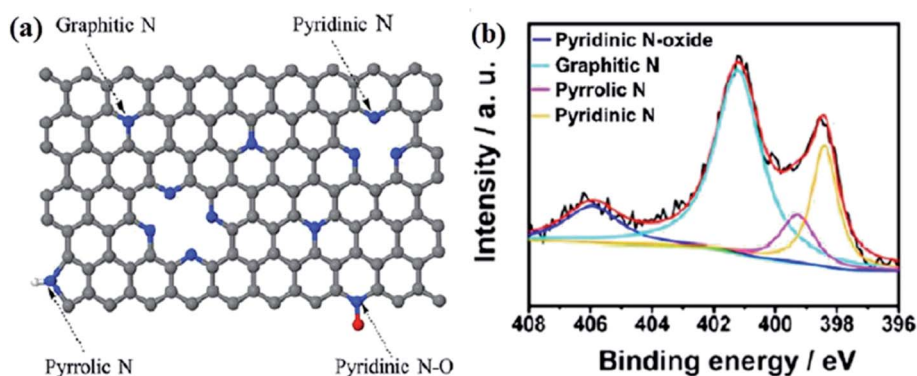 (a)
Graphitic N
Pyridinic N
Pyrrolic N
Pyridinic N-O
(b)
Pyridinic N-oxide
Graphitic N
Pyrrolic N
Pyridinic N
Intensity / a. u.
408 406 404 402 400 398 396
Binding energy / eV